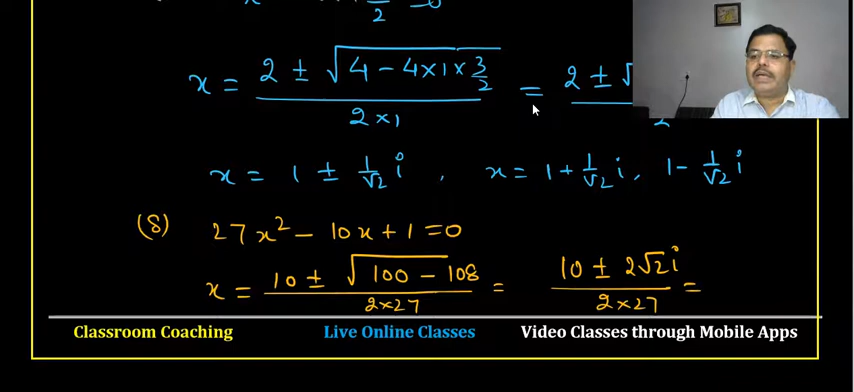 x = 2 ± √4 − 4×1×3/2 / 2×1 = 2 ± √
x = 1 ± 1/√2 i , x = 1 + 1/√2 i, 1 − 1/√2 i
(8) 27x² − 10x + 1 = 0
x = 10 ± √100 − 108 / 2×27 = 10 ± 2√2 i / 2×27 =
Classroom Coaching Live Online Classes Video Classes through Mobile Apps